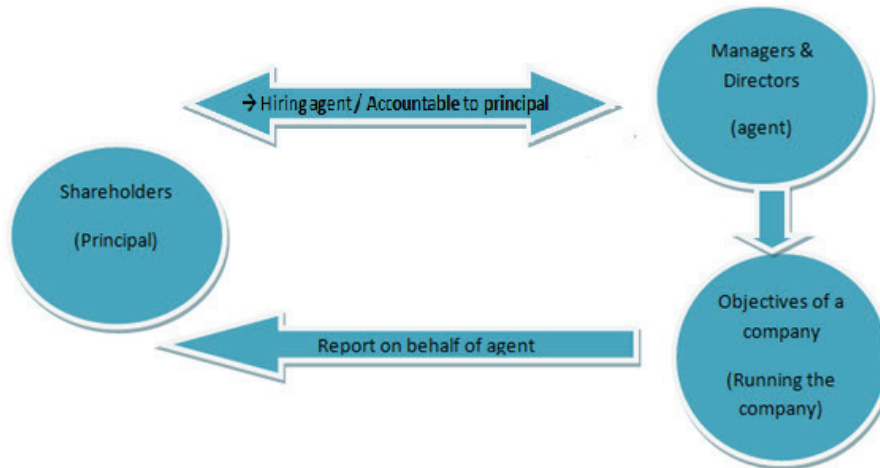 Managers &
Directors
(agent)
→ Hiring agent / Accountable to principal
Shareholders
(Principal)
Objectives of a
company
(Running the
company)
Report on behalf of agent